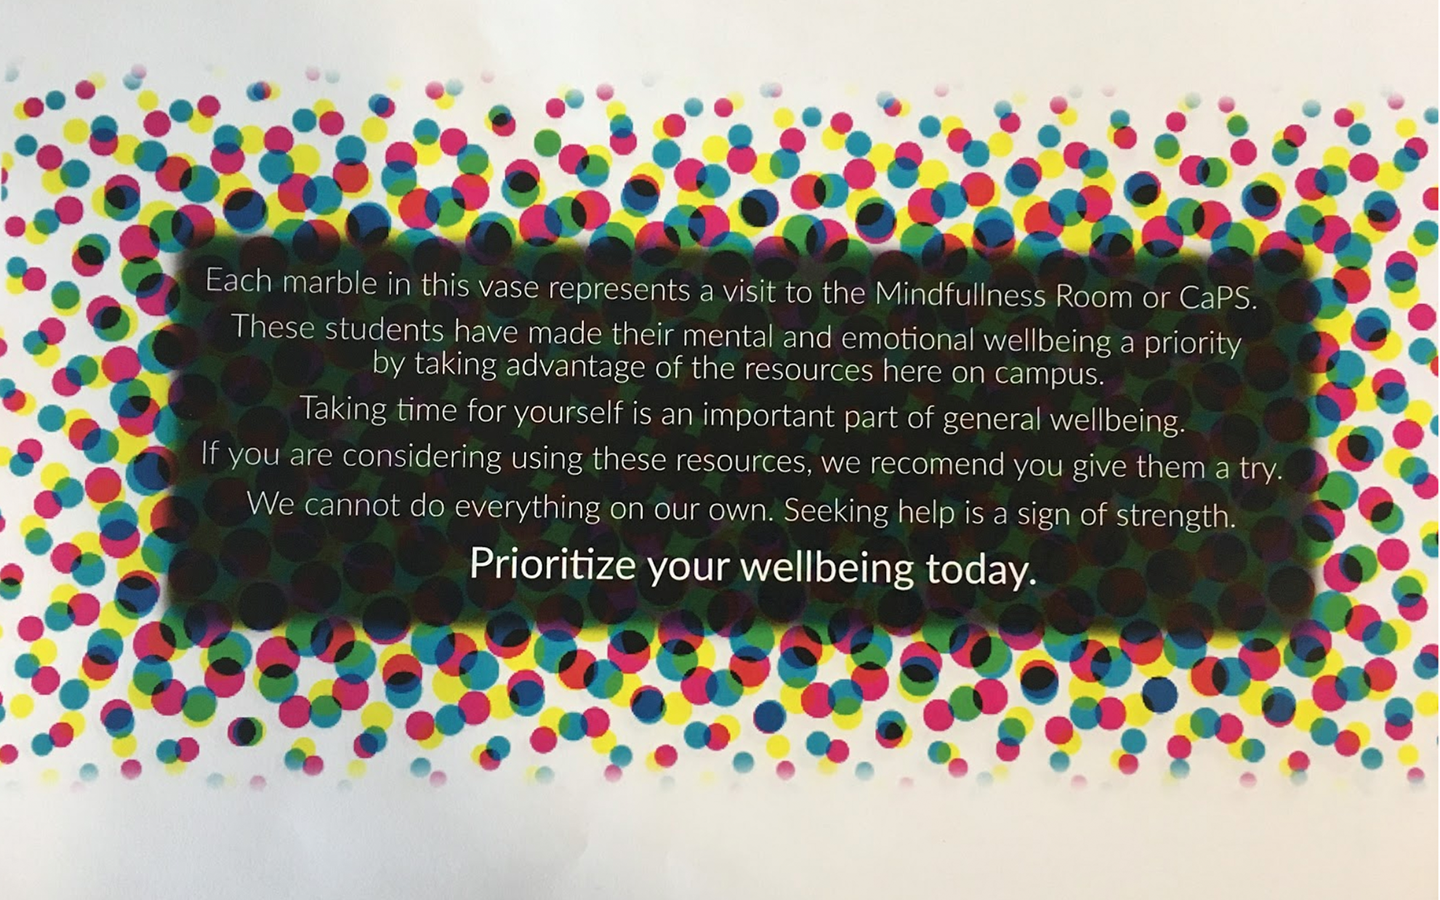 Each marble in this vase represents a visit to the Mindfullness Room or CaPS.
These students have made their mental and emotional wellbeing a priority
by taking advantage of the resources here on campus.
Taking time for yourself is an important part of general wellbeing.
If you are considering using these resources, we recomend you give them a try.
We cannot do everything on our own. Seeking help is a sign of strength.
Prioritize your wellbeing today.